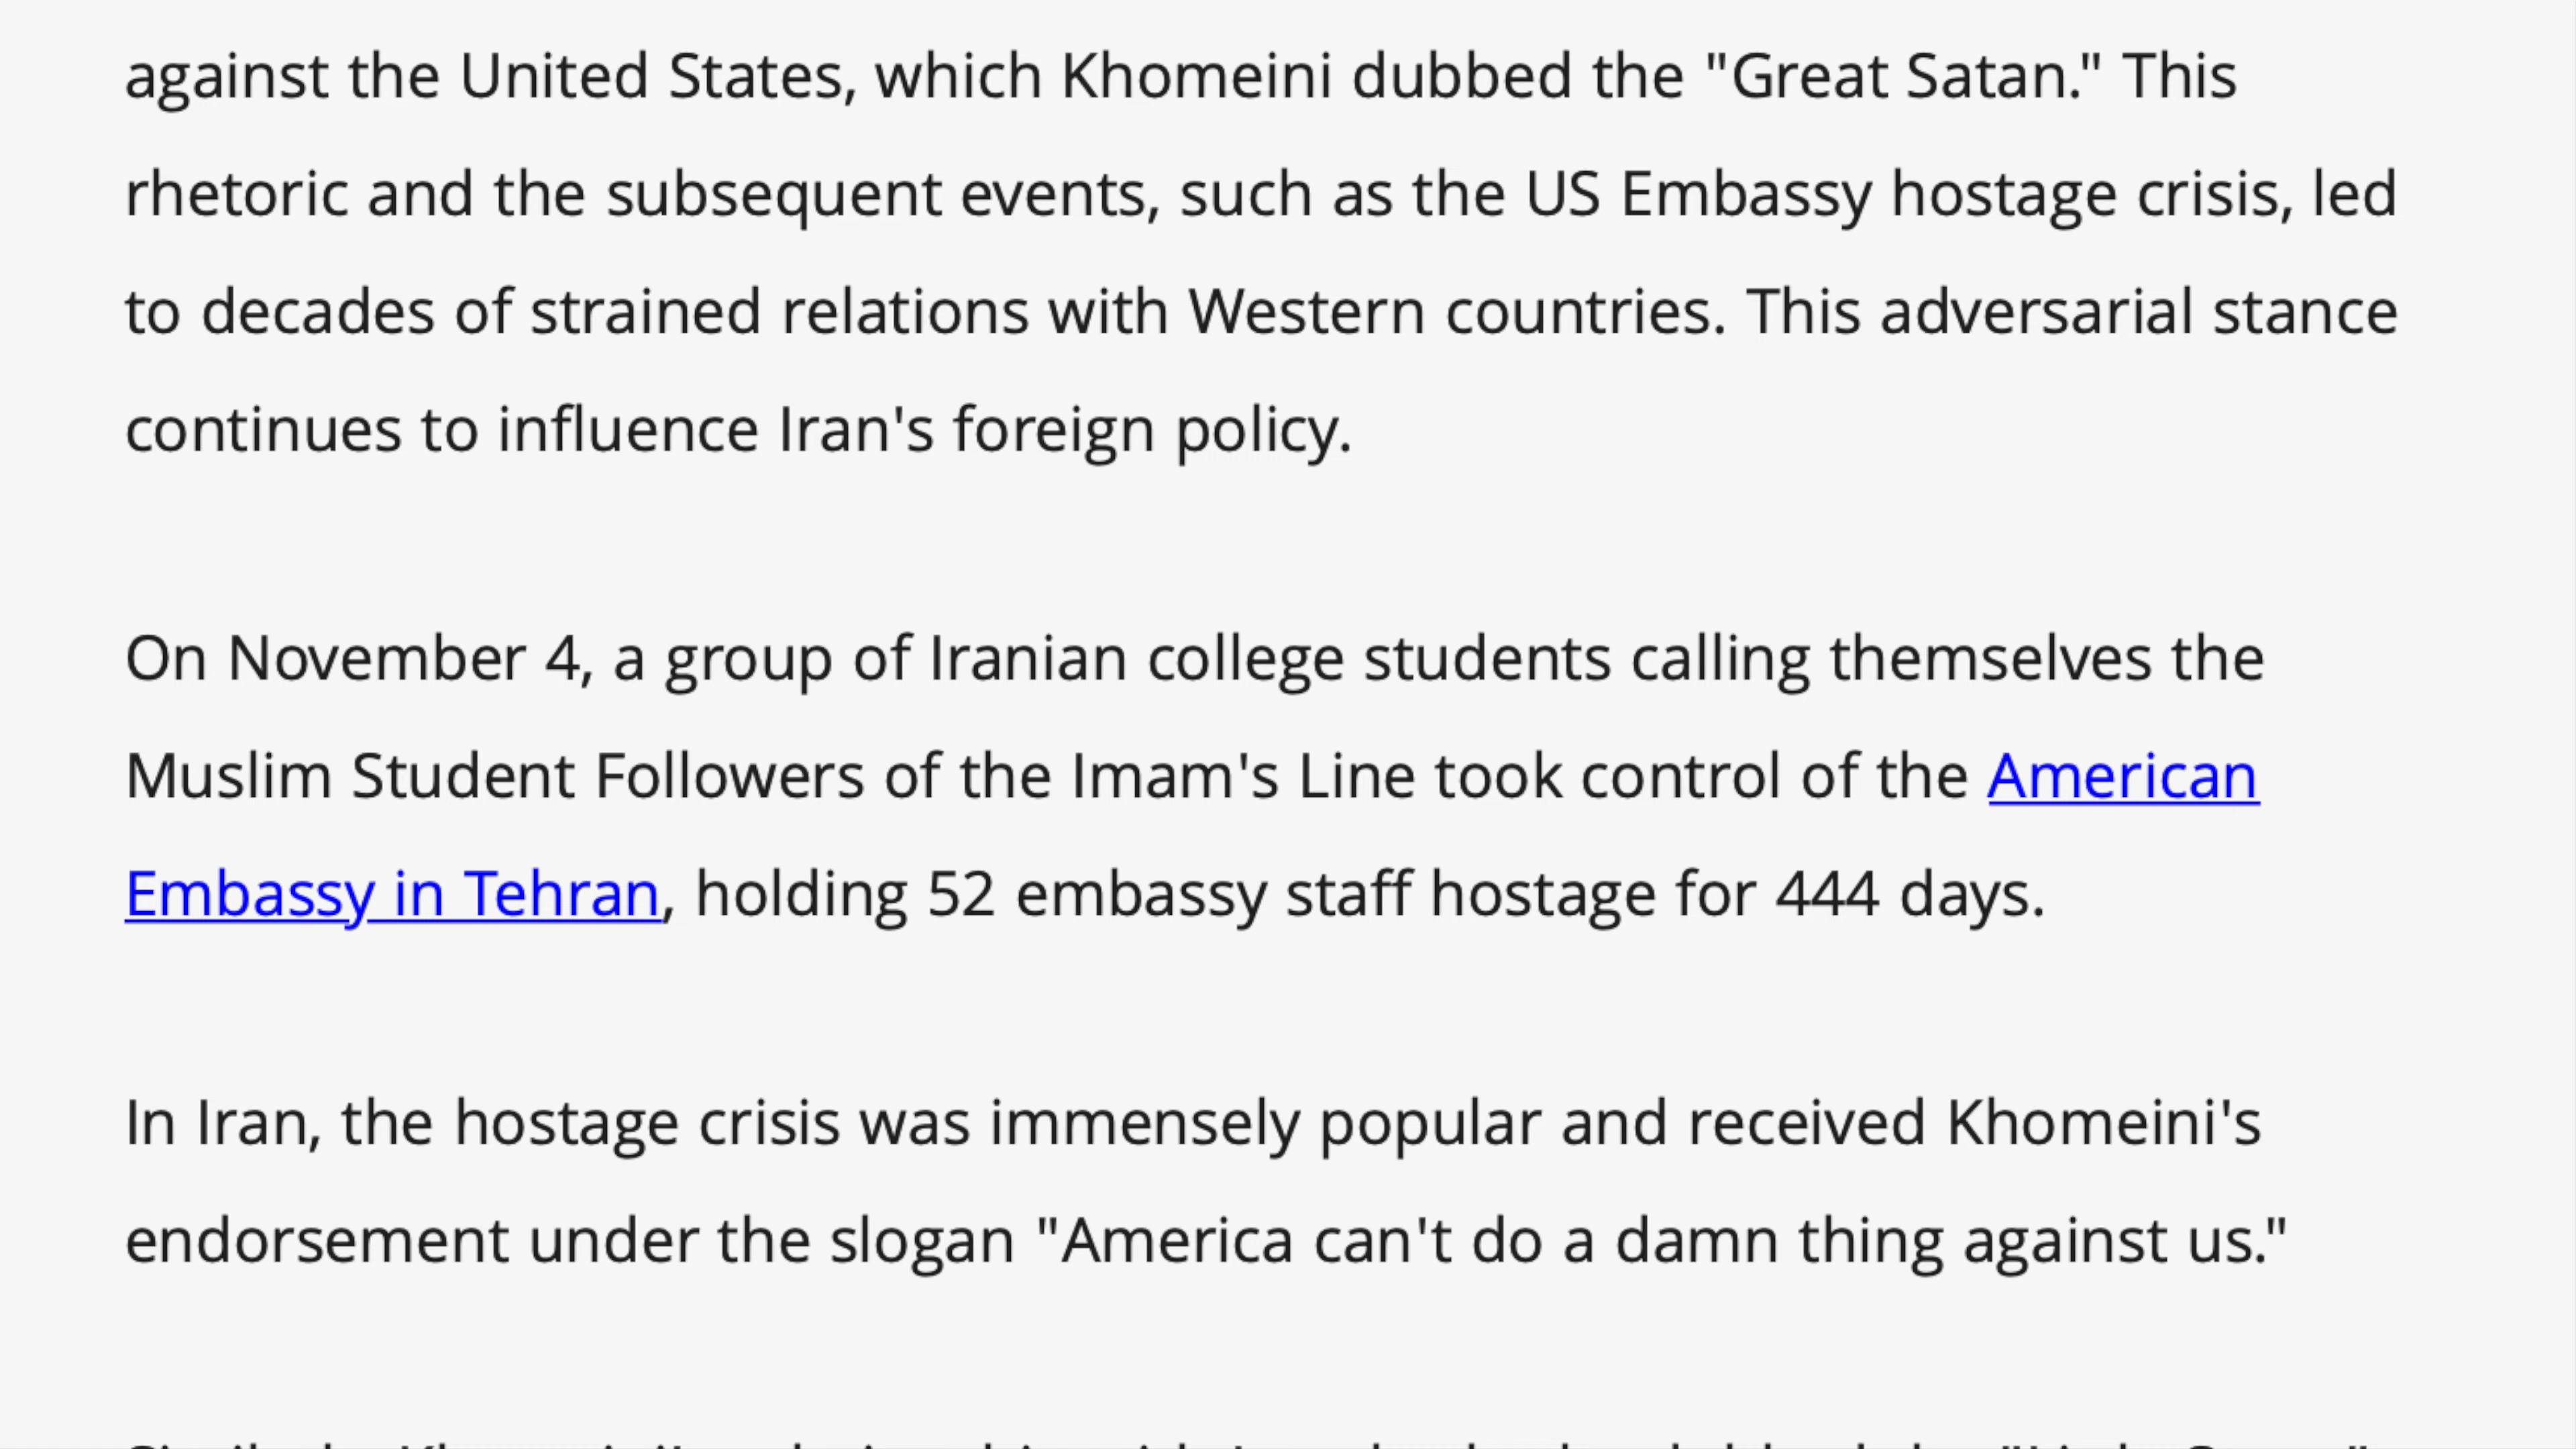 against the United States, which Khomeini dubbed the "Great Satan." This
rhetoric and the subsequent events, such as the US Embassy hostage crisis, led
to decades of strained relations with Western countries. This adversarial stance
continues to influence Iran's foreign policy.
On November 4, a group of Iranian college students calling themselves the
Muslim Student Followers of the Imam's Line took control of the American
Embassy in Tehran, holding 52 embassy staff hostage for 444 days.
In Iran, the hostage crisis was immensely popular and received Khomeini's
endorsement under the slogan "America can't do a damn thing against us."